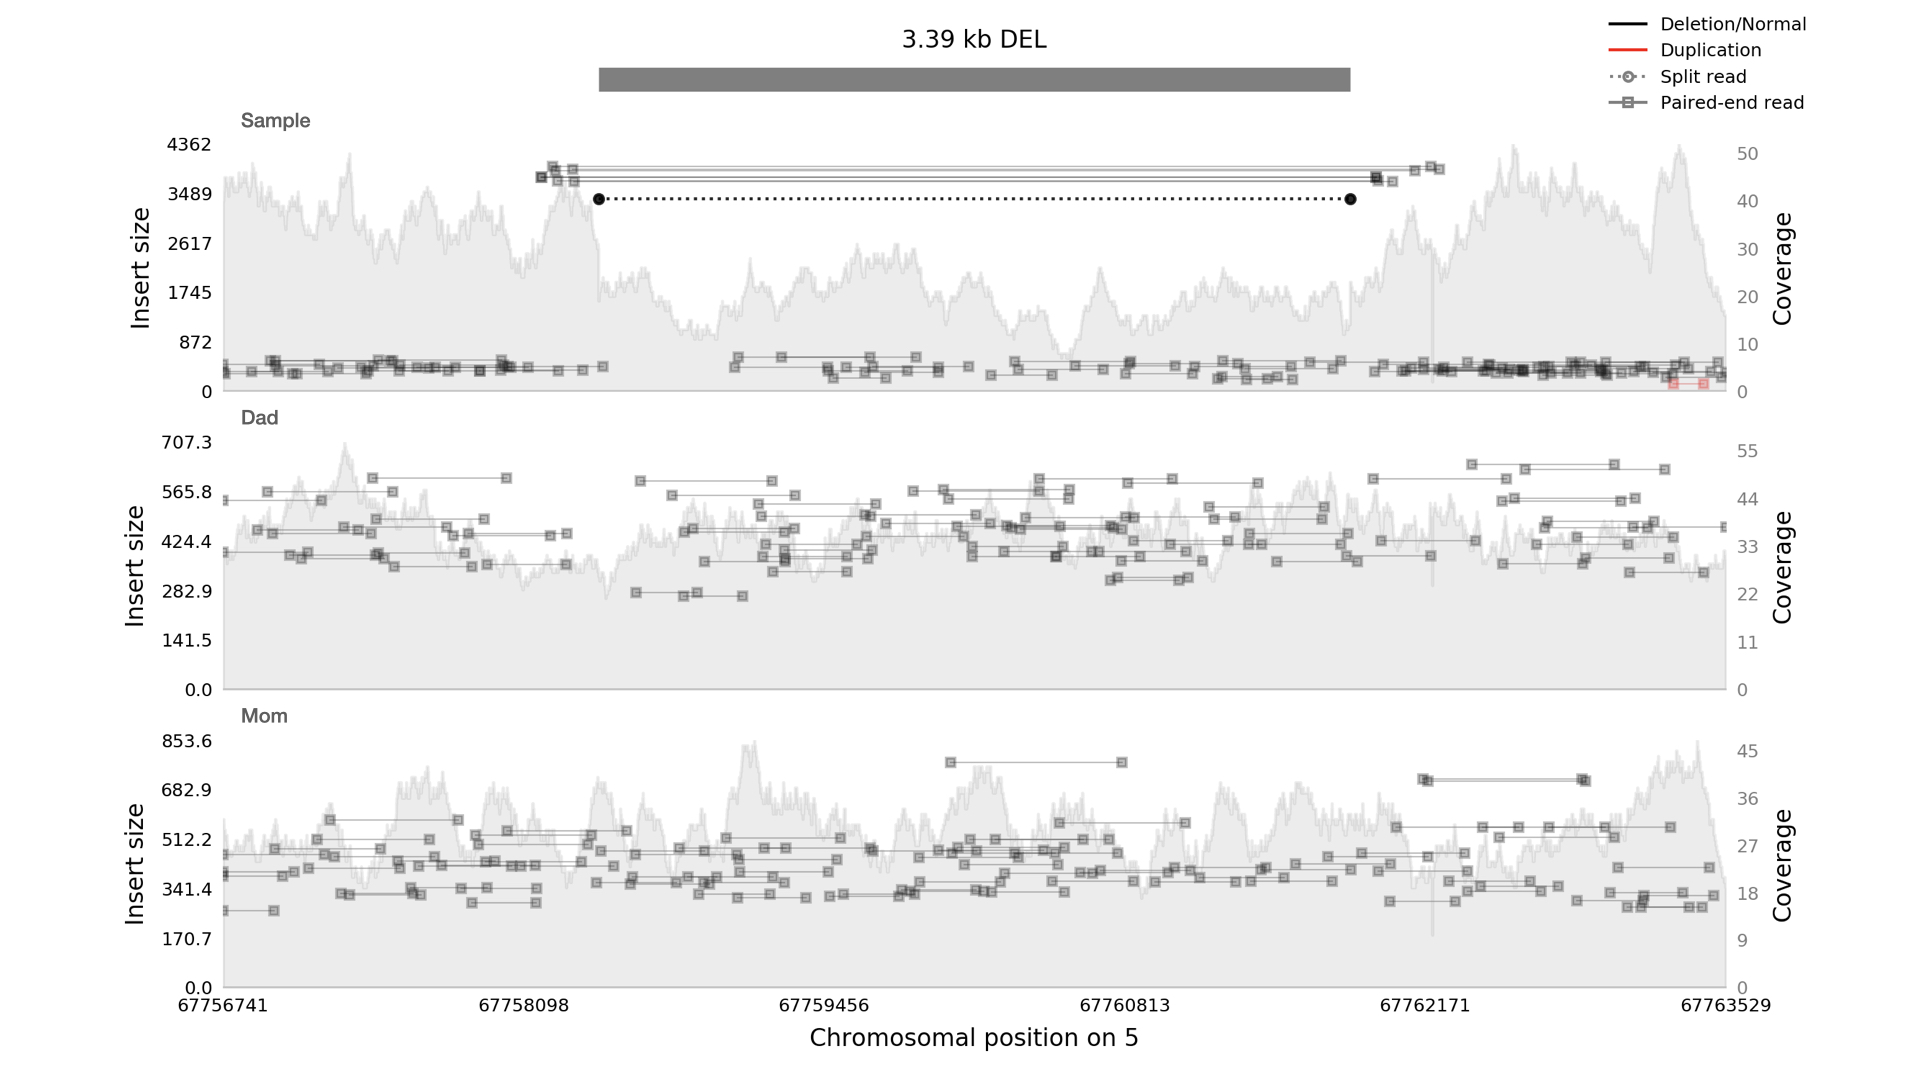 3.39 kb DEL
Deletion/Normal
Duplication
Split read
Paired-end read
Sample
4362
3489
2617
1745
872
0
Insert size
50
40
30
20
10
0
Coverage
Dad
707.3
565.8
424.4
282.9
141.5
0.0
Insert size
55
44
33
22
11
0
Coverage
Mom
853.6
682.9
512.2
341.4
170.7
0.0
Insert size
45
36
27
18
9
0
Coverage
67756741 67758098 67759456 67760813 67762171 67763529
Chromosomal position on 5